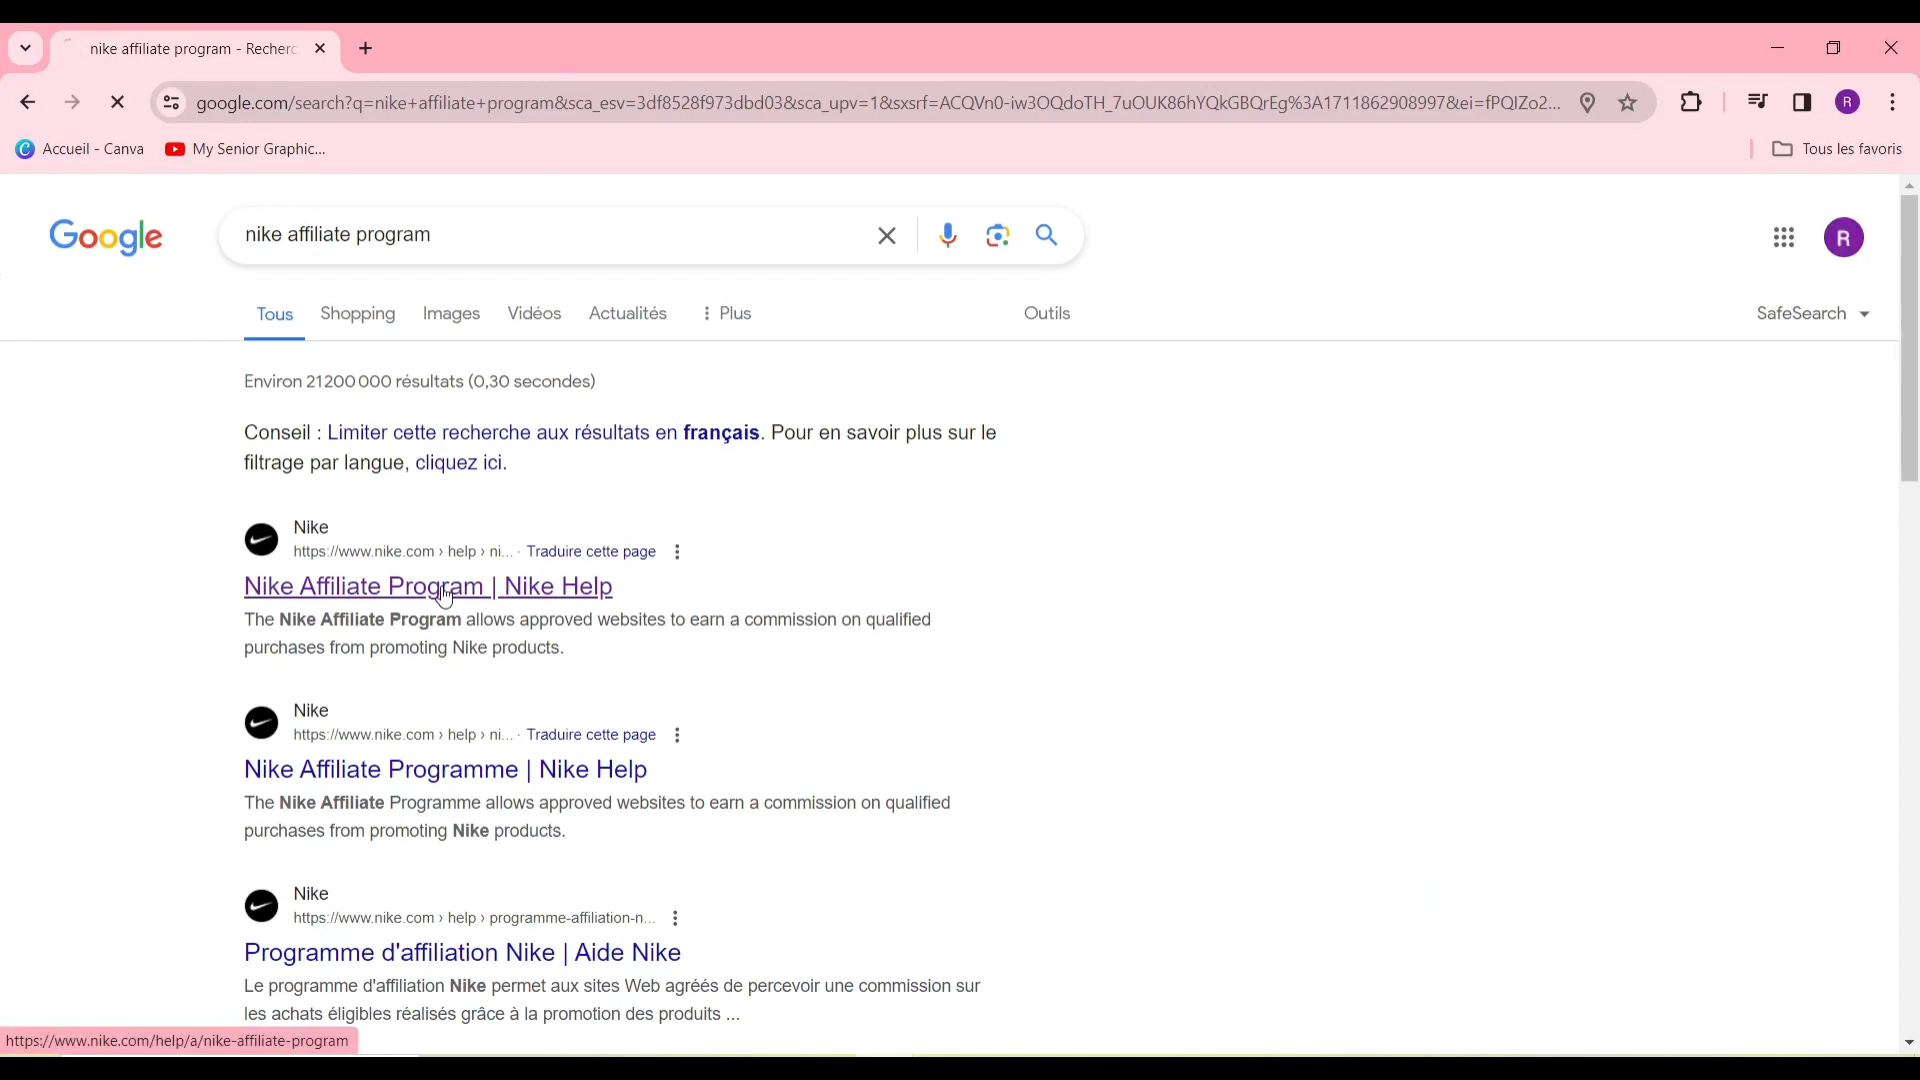 nike affiliate program - Recherc
google.com/search?q=nike+affiliate+program&sca_esv=3df8528f973dbd03&sca_upv=1&sxsrf=ACQVn0-iw3OQdoTH_7uOUK86hYQkGBQrEg%3A1711862908997&ei=fPQIZo2...
R
Accueil - Canva
My Senior Graphic...
Tous les favoris
Google
nike affiliate program
R
Tous
Shopping
Images
Vidéos
Actualités
Plus
Outils
SafeSearch
Environ 21 200 000 résultats (0,30 secondes)
Conseil : Limiter cette recherche aux résultats en français. Pour en savoir plus sur le
filtrage par langue, cliquez ici.
Nike
https://www.nike.com › help › ni... · Traduire cette page
Nike Affiliate Program | Nike Help
The Nike Affiliate Program allows approved websites to earn a commission on qualified
purchases from promoting Nike products.
Nike
https://www.nike.com › help › ni... · Traduire cette page
Nike Affiliate Programme | Nike Help
The Nike Affiliate Programme allows approved websites to earn a commission on qualified
purchases from promoting Nike products.
Nike
https://www.nike.com › help › programme-affiliation-n...
Programme d'affiliation Nike | Aide Nike
Le programme d'affiliation Nike permet aux sites Web agréés de percevoir une commission sur
les achats éligibles réalisés grâce à la promotion des produits ...
https://www.nike.com/help/a/nike-affiliate-program